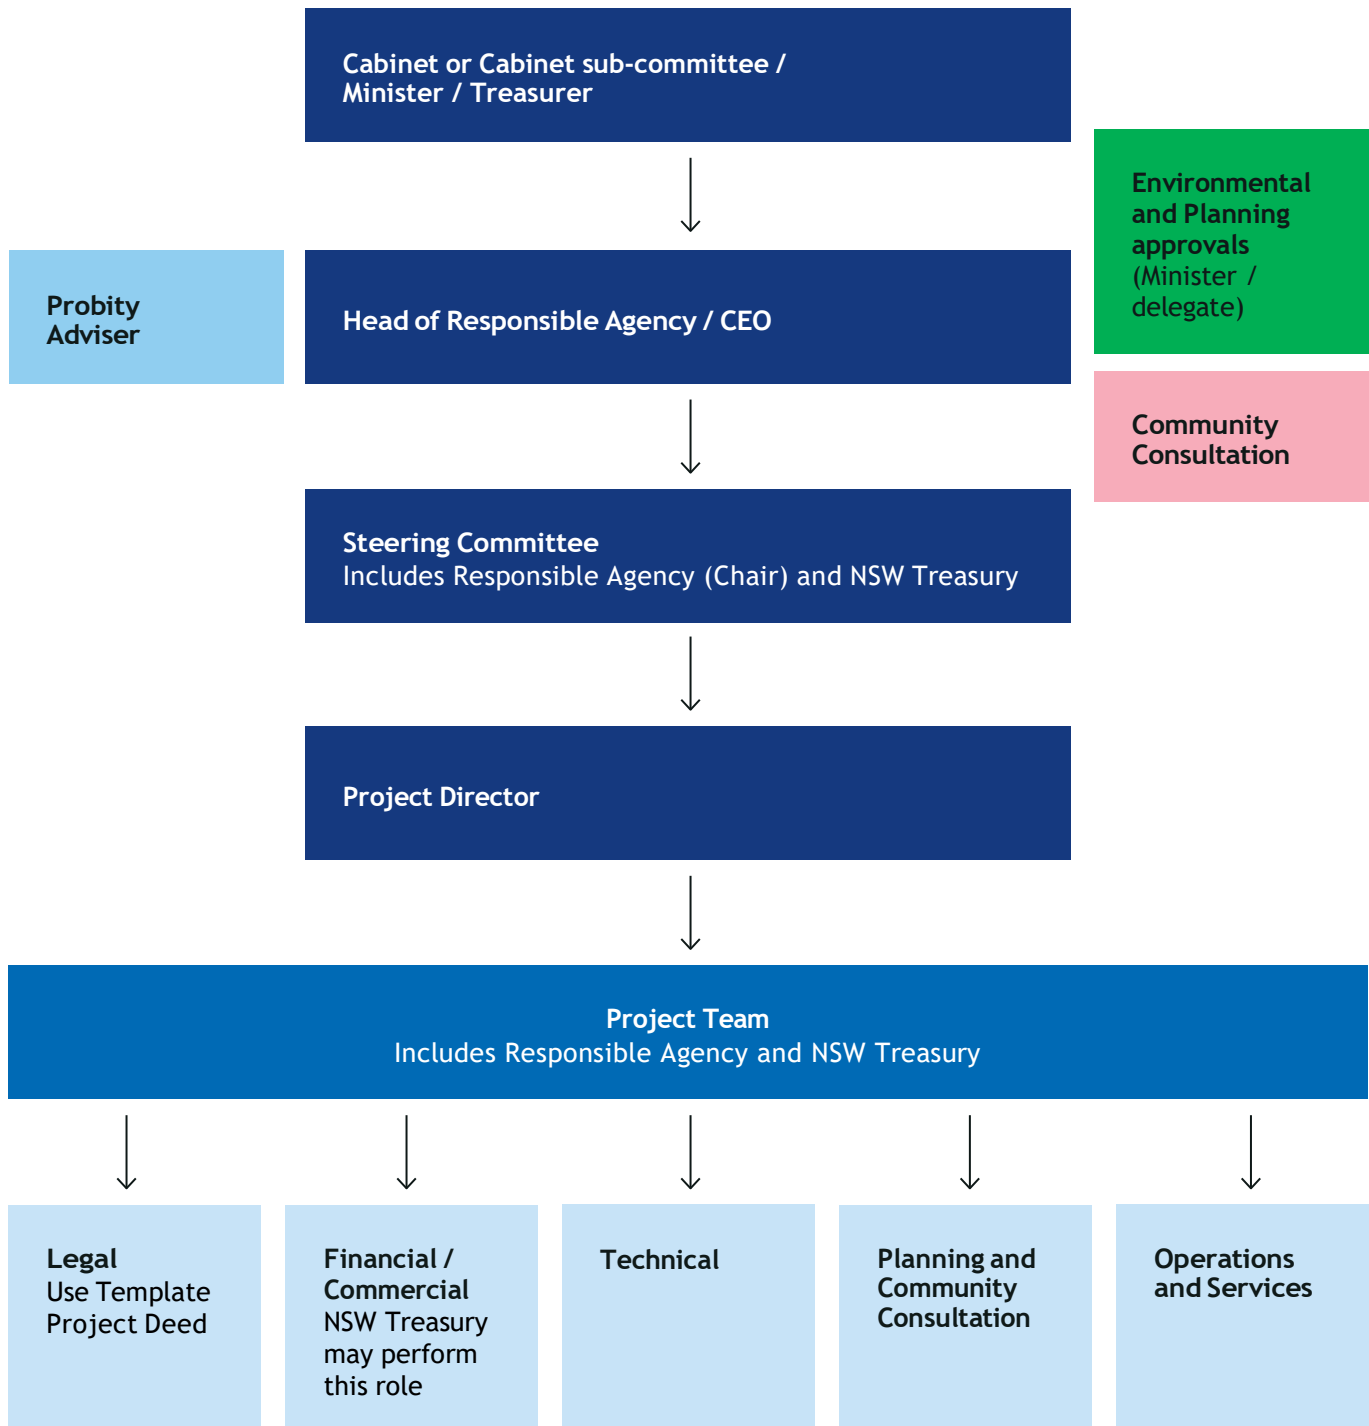 Cabinet or Cabinet sub-committee /
Minister / Treasurer
Environmental
and Planning
approvals
(Minister /
delegate)
Probity
Adviser
Head of Responsible Agency / CEO
Community
Consultation
Steering Committee
Includes Responsible Agency (Chair) and NSW Treasury
Project Director
Project Team
Includes Responsible Agency and NSW Treasury
Legal
Use Template
Project Deed
Financial /
Commercial
NSW Treasury
may perform
this role
Technical
Planning and
Community
Consultation
Operations
and Services